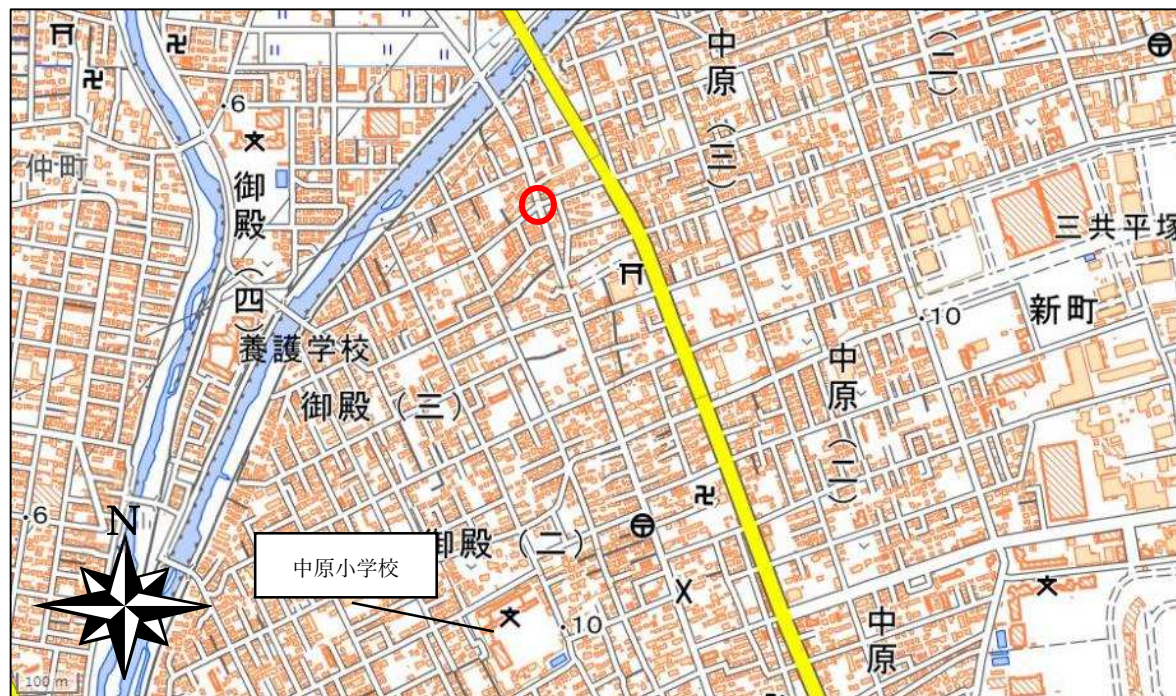 中原（三）
（二）
.6
仲町
御殿（四）
三共平塚
新町
.10
養護学校
御殿（三）
中原（二）
.6
N
御殿（二）
中原小学校
.10
中原
100 m